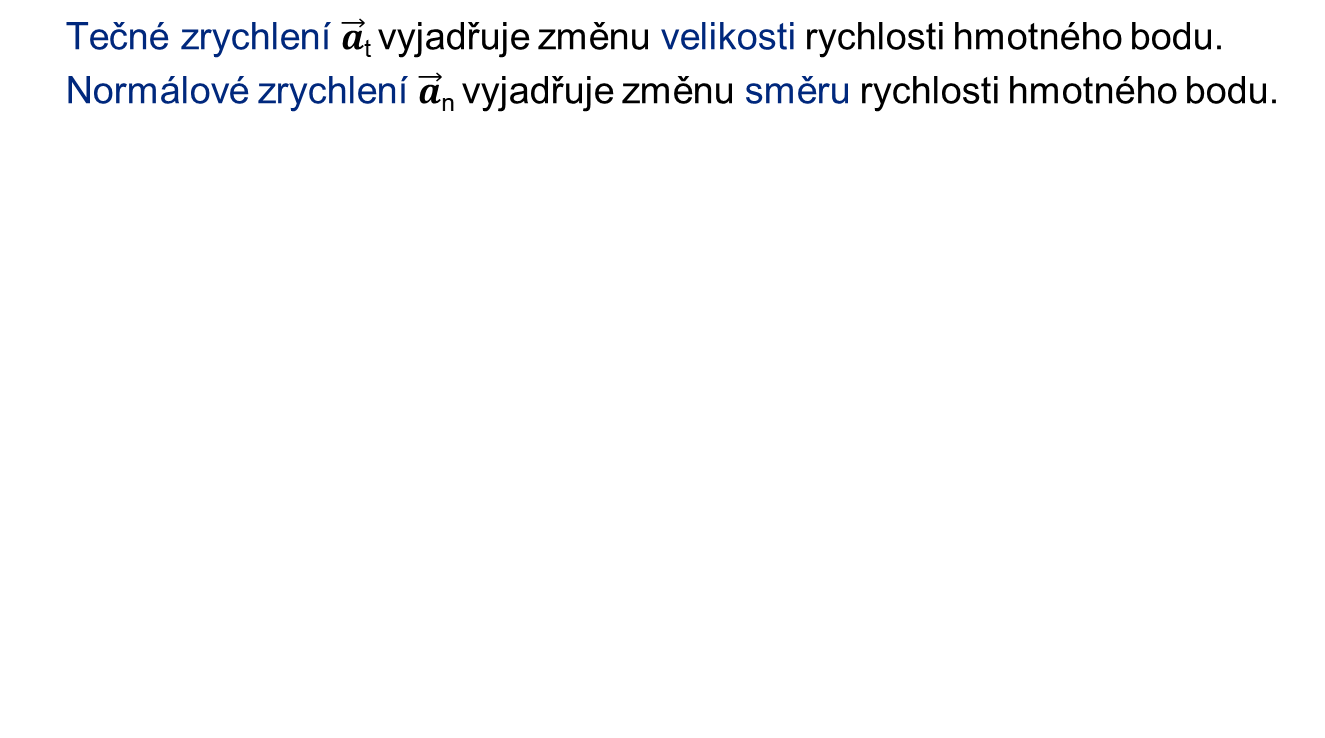 Tečné zrychlení a⃗t vyjadřuje změnu velikosti rychlosti hmotného bodu.
Normálové zrychlení a⃗n vyjadřuje změnu směru rychlosti hmotného bodu.